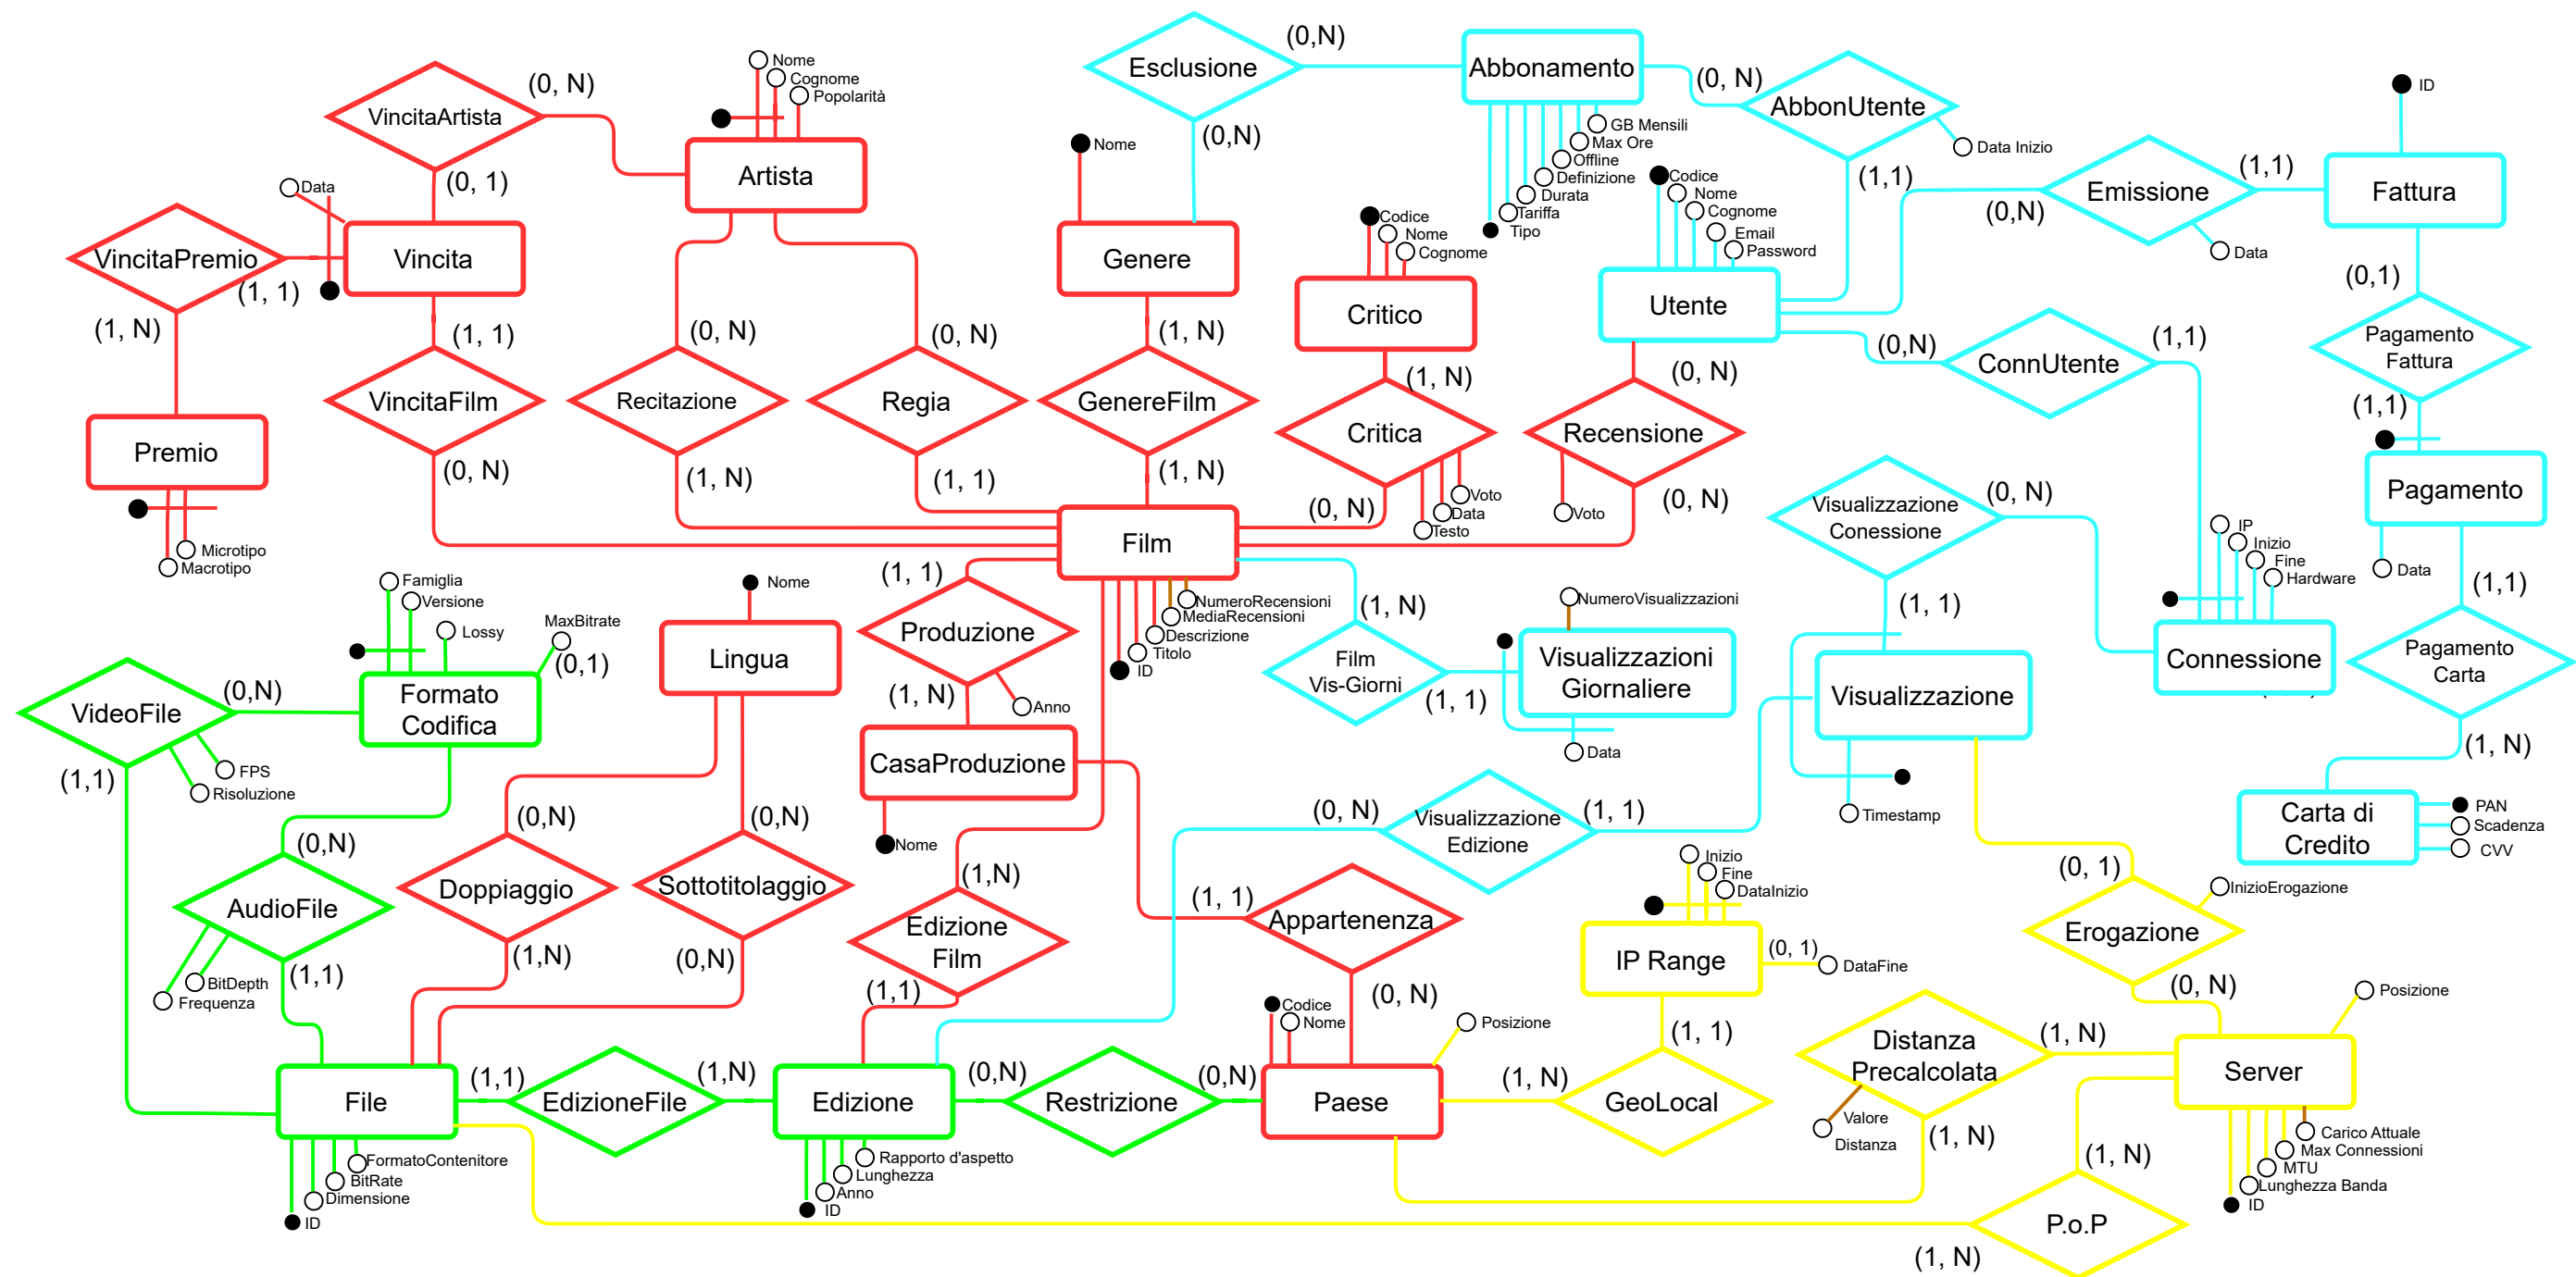 Esclusione
(0,N)
(0,N)
Abbonamento
(0, N)
AbbonUtente
Data Inizio
(1,1)
GB Mensili
Max Ore
Offline
Definizione
Durata
Tariffa
Tipo
VincitaArtista
(0, N)
(0, 1)
Nome
Cognome
Popolarità
Artista
Nome
Genere
Data
VincitaPremio
(1, 1)
(1, N)
Vincita
(1, 1)
VincitaFilm
(0, N)
Premio
Microtipo
Macrotipo
(0, N)
Recitazione
(1, N)
(0, N)
Regia
(1, 1)
(1, N)
GenereFilm
(1, N)
Codice
Nome
Cognome
Critico
(1, N)
Critica
(0, N)
Voto
Data
Testo
Codice
Nome
Cognome
Email
Password
Utente
(0, N)
Recensione
(0, N)
Voto
(0,N)
Emissione
(1,1)
Data
ID
Fattura
(0,1)
Pagamento
Fattura
(1,1)
Pagamento
Data
(1,1)
Pagamento
Carta
(1, N)
Carta di
Credito
PAN
Scadenza
CVV
(0,N)
ConnUtente
(1,1)
IP
Inizio
Fine
Hardware
Connessione
Visualizzazione
Conessione
(0, N)
(1, 1)
Visualizzazione
Timestamp
Film
NumeroRecensioni
MediaRecensioni
Descrizione
Titolo
ID
(1, N)
Film
Vis-Giorni
(1, 1)
NumeroVisualizzazioni
Visualizzazioni
Giornaliere
Data
(1, 1)
Produzione
(1, N)
Anno
CasaProduzione
Nome
Nome
Lingua
Famiglia
Versione
Lossy
MaxBitrate
(0,1)
Formato
Codifica
(0,N)
VideoFile
(1,1)
FPS
Risoluzione
(0,N)
AudioFile
(1,1)
BitDepth
Frequenza
(0,N)
Doppiaggio
(1,N)
(0,N)
Sottotitolaggio
(0,N)
(1,N)
Edizione
Film
(1,1)
(0, N)
Visualizzazione
Edizione
(1, 1)
(1, 1)
Appartenenza
(0, N)
Inizio
Fine
DataInizio
IP Range
(0, 1)
DataFine
(1, 1)
(0, 1)
InizioErogazione
Erogazione
(0, N)
Posizione
Server
Carico Attuale
Max Connessioni
MTU
Lunghezza Banda
ID
File
FormatoContenitore
BitRate
Dimensione
ID
(1,1)
EdizioneFile
(1,N)
Edizione
Rapporto d'aspetto
Lunghezza
Anno
ID
(0,N)
Restrizione
(0,N)
Codice
Nome
Posizione
Paese
(1, N)
GeoLocal
Distanza
Precalcolata
(1, N)
(1, N)
Valore
Distanza
(1, N)
P.o.P
(1, N)